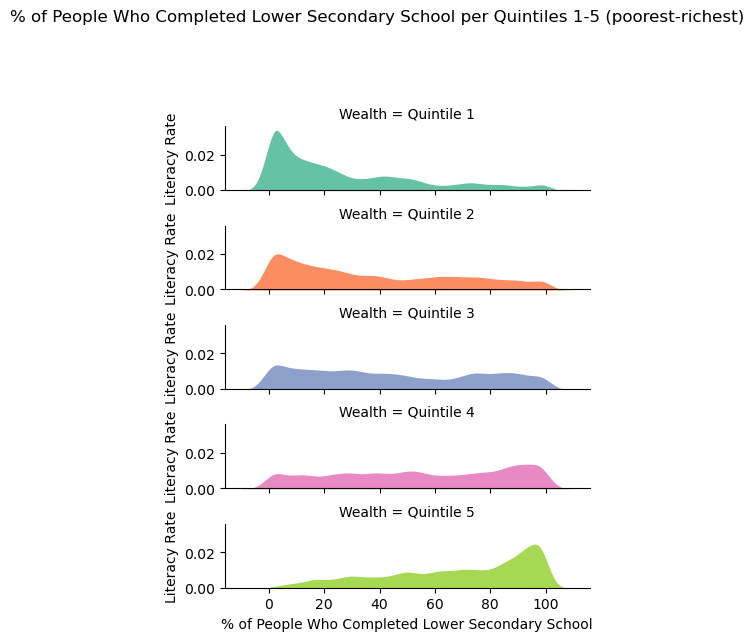 % of People Who Completed Lower Secondary School per Quintiles 1-5 (poorest-richest)
Wealth = Quintile 1
Literacy Rate
0.02
0.00
Wealth = Quintile 2
Literacy Rate
0.02
0.00
Wealth = Quintile 3
Literacy Rate
0.02
0.00
Wealth = Quintile 4
Literacy Rate
0.02
0.00
Wealth = Quintile 5
Literacy Rate
0.02
0.00
0 20 40 60 80 100
% of People Who Completed Lower Secondary School